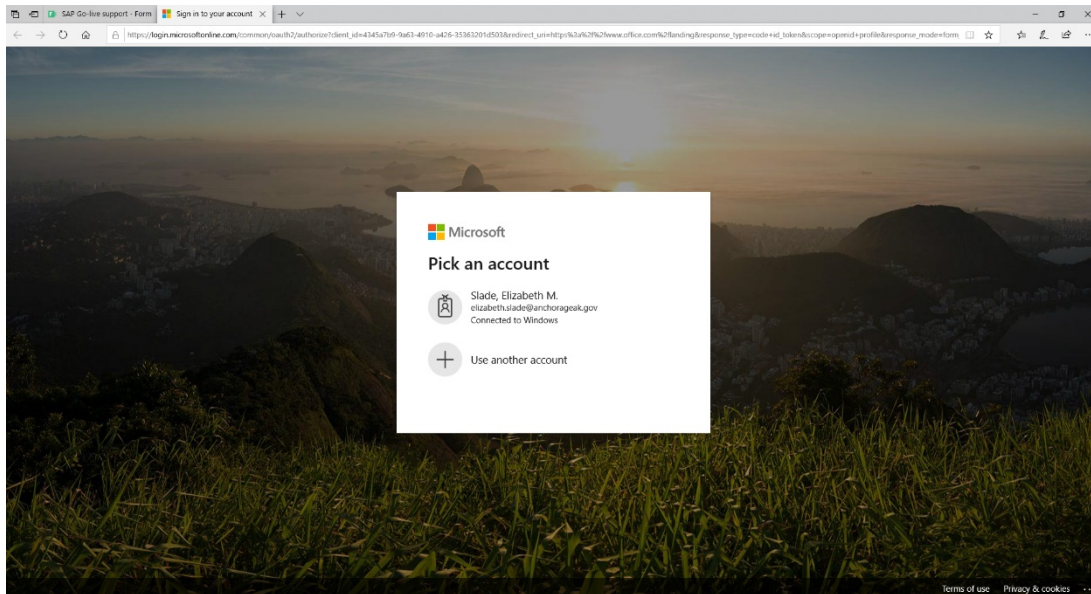 SAP Go-live support - Form
Sign in to your account
https://login.microsoftonline.com/common/oauth2/authorize?client_id=4345a7b9-9a63-4910-a426-35363201d503&redirect_uri=https%3a%2f%2fwww.office.com%2flanding&response_type=code+id_token&scope=openid+profile&response_mode=form_
Microsoft
Pick an account
Slade, Elizabeth M.
elizabeth.slade@anchorageak.gov
Connected to Windows
Use another account
Terms of use Privacy & cookies ...